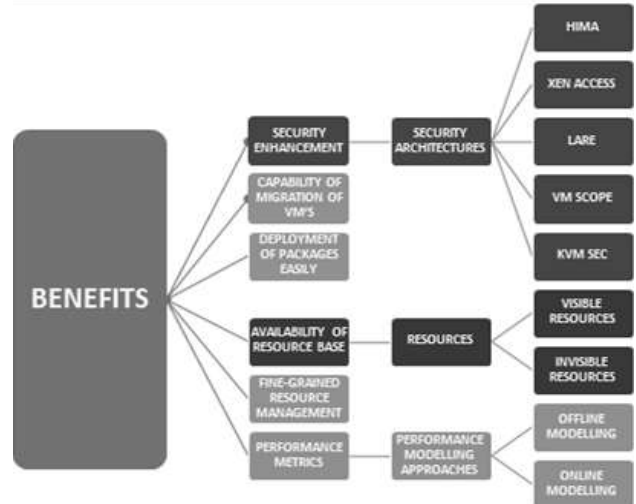 BENEFITS
SECURITY
ENHANCEMENT
CAPABILITY OF
MIGRATION OF
VM'S
DEPLOYMENT
OF PACKAGES
EASILY
AVAILABILITY OF
RESOURCE BASE
FINE-GRAINED
RESOURCE
MANAGEMENT
PERFORMANCE
METRICS
SECURITY
ARCHITECTURES
RESOURCES
PERFORMANCE
MODELLING
APPROACHES
HIMA
XEN ACCESS
LARE
VM SCOPE
KVM SEC
VISIBLE
RESOURCES
INVISIBLE
RESOURCES
OFFLINE
MODELLING
ONLINE
MODELLING